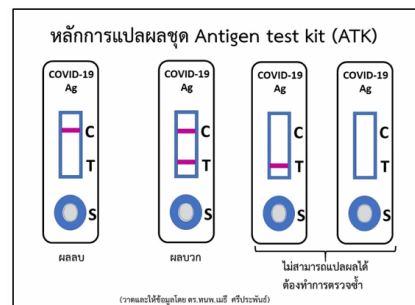 หลักการแปลผลชุด Antigen test kit (ATK)
COVID-19
Ag
C
T
S
ผลลบ
COVID-19
Ag
C
T
S
ผลบวก
COVID-19
Ag
C
T
S
COVID-19
Ag
C
T
S
ไม่สามารถแปลผลได้
ต้องทำการตรวจซ้ำ
(วาดและให้ข้อมูลโดย ดร.ทนพ.เมธี ศรีประพันธ์)